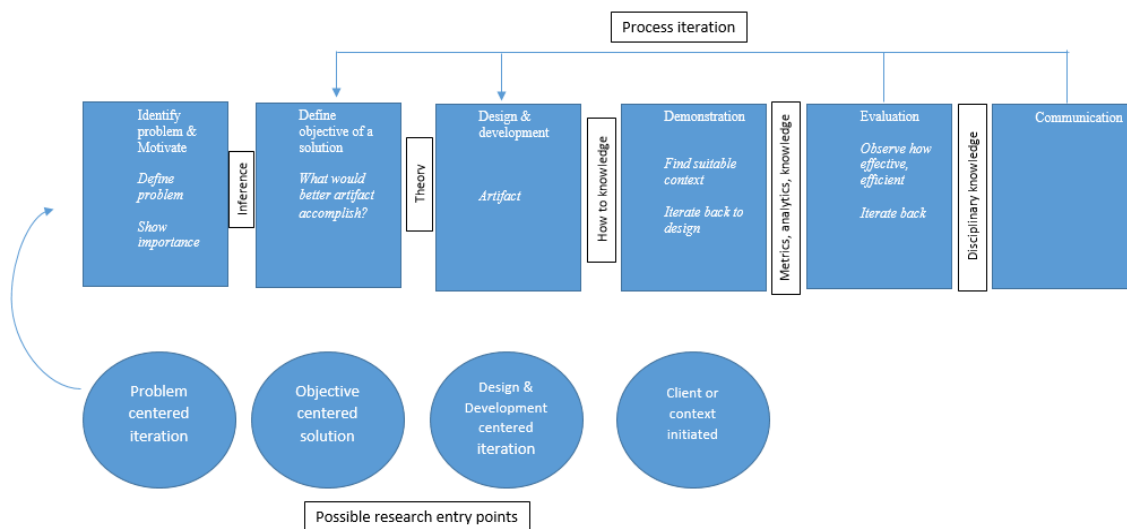 Process iteration
Identify
problem &
Motivate
Define
problem
Show
importance
Inference
Define
objective of a
solution
What would
better artifact
accomplish?
Theory
Design &
development
Artifact
How to knowledge
Demonstration
Find suitable
context
Iterate back to
design
Metrics, analytics, knowledge
Evaluation
Observe how
effective,
efficient
Iterate back
Disciplinary knowledge
Communication
Problem
centered
iteration
Objective
centered
solution
Design &
Development
centered
iteration
Client or
context
initiated
Possible research entry points